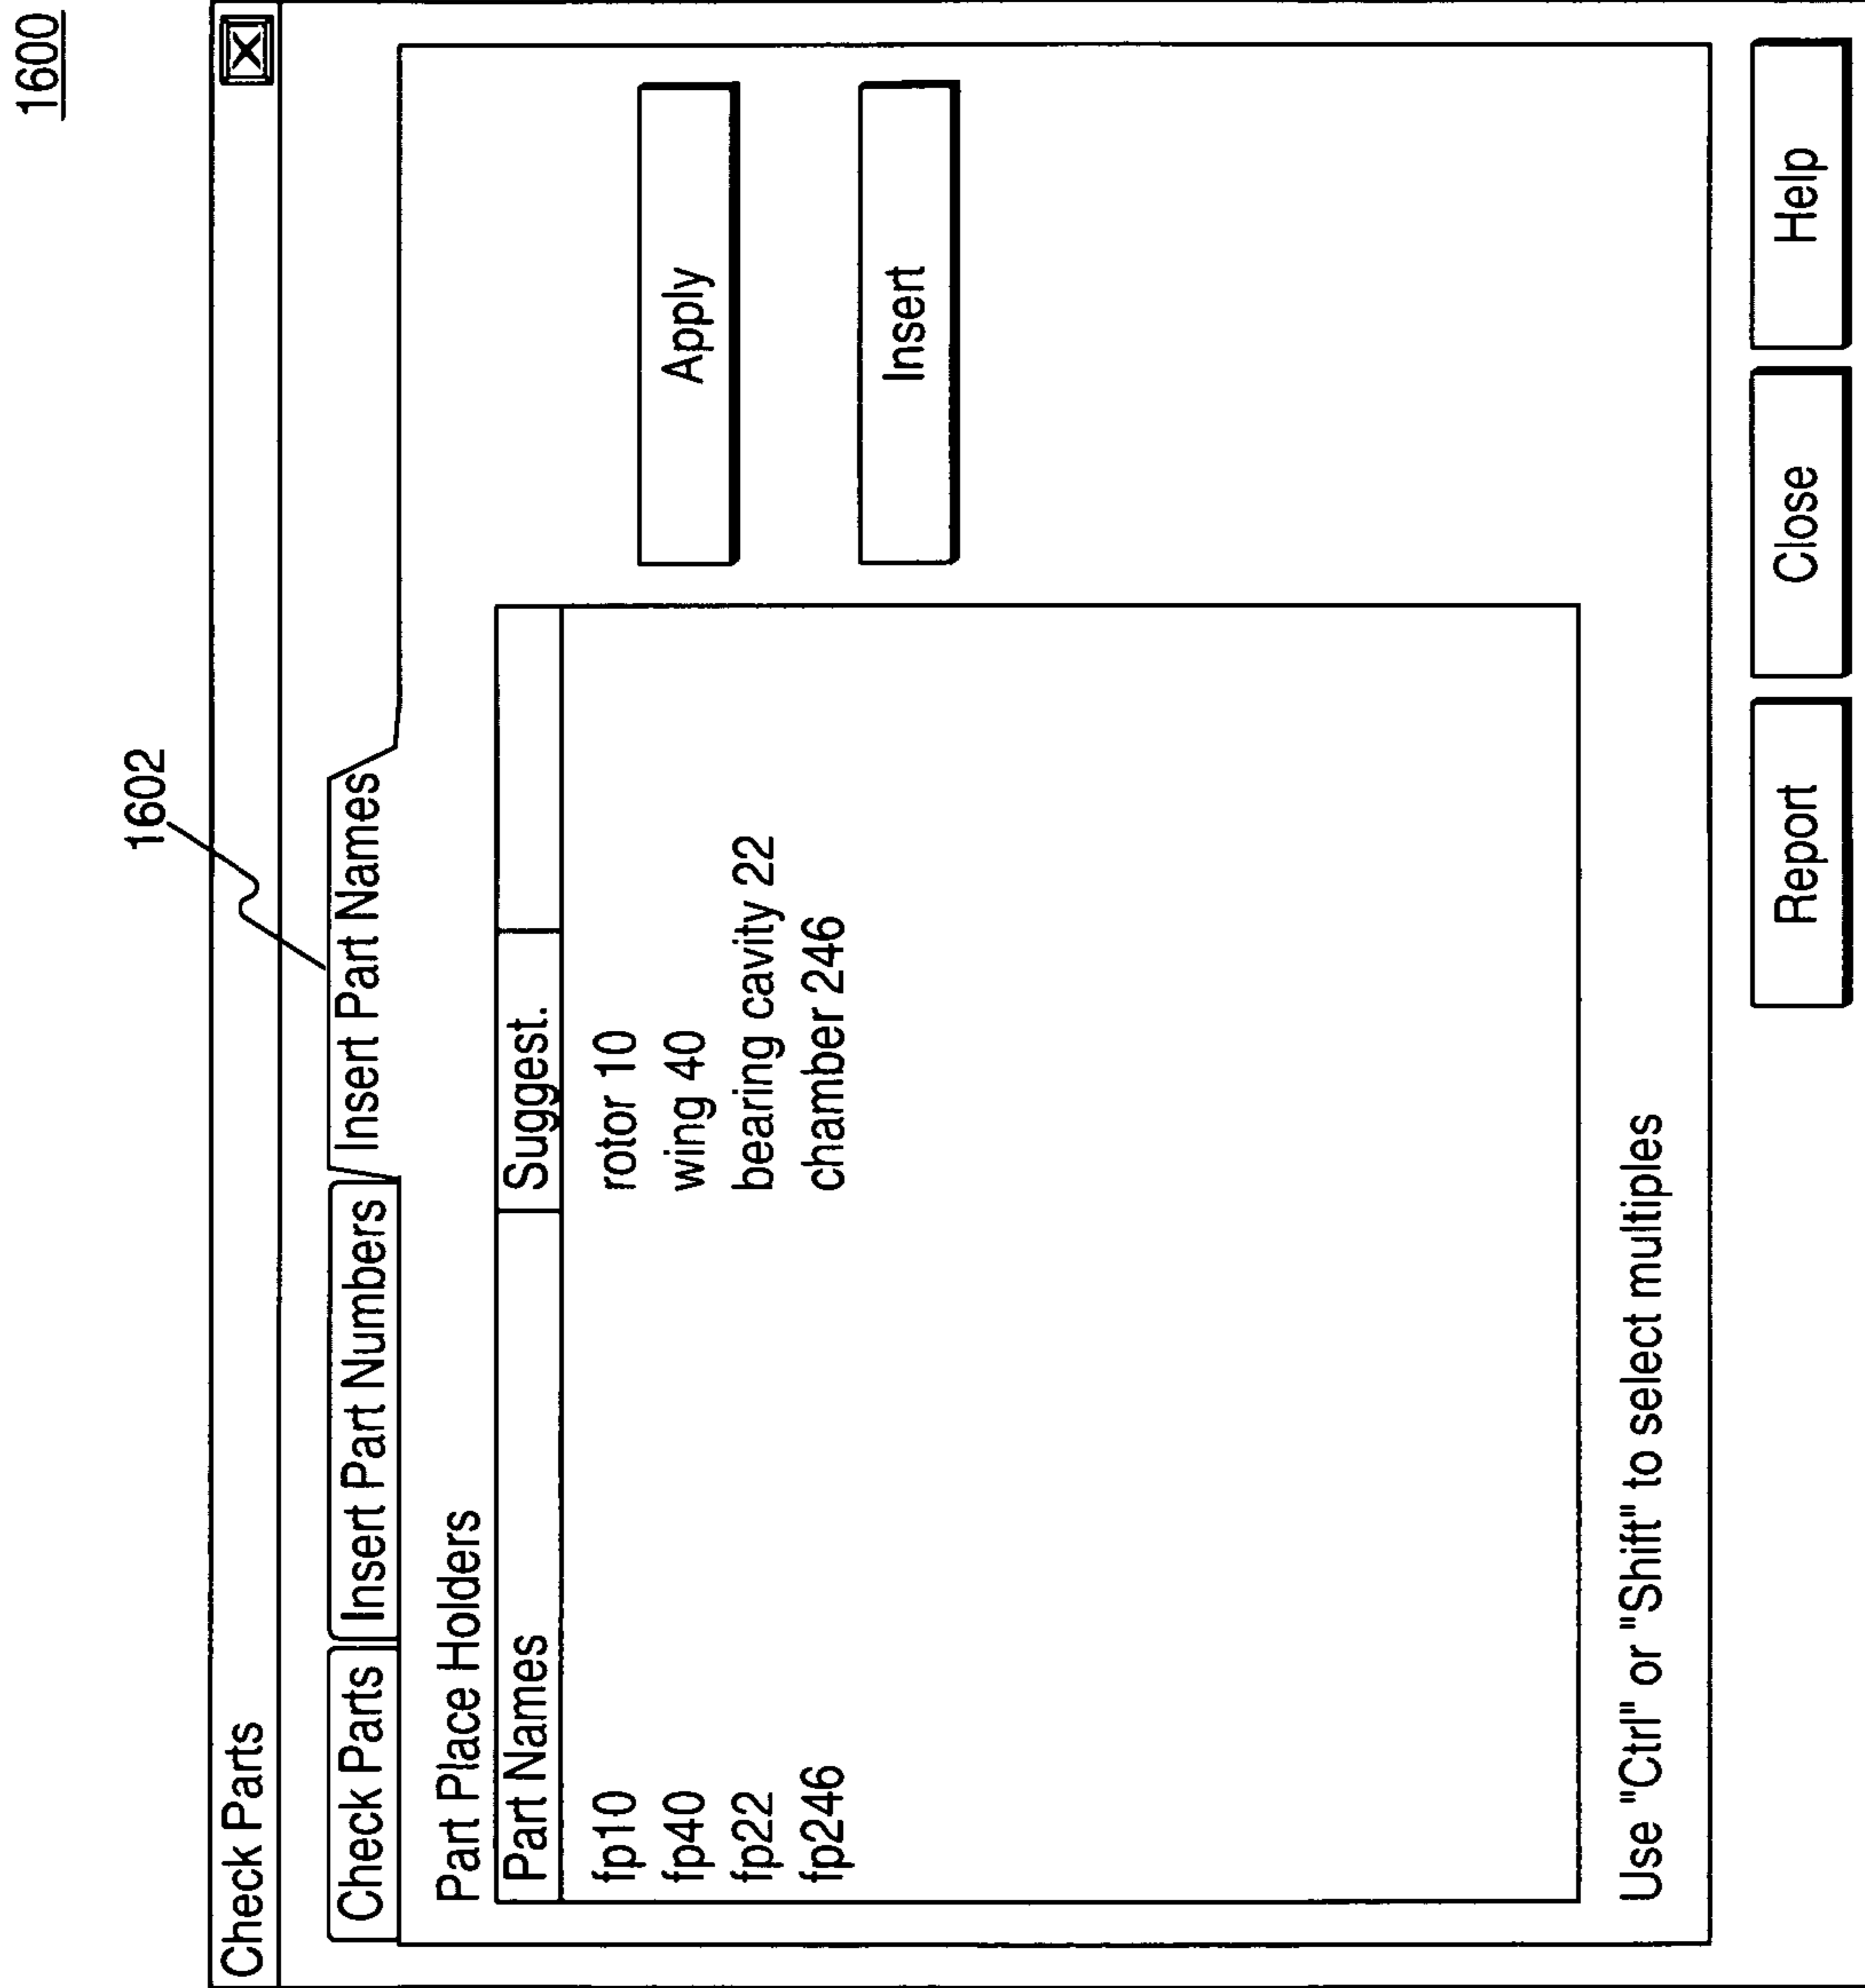 1600
1602
Check Parts
Check Parts Insert Part Numbers Insert Part Names
Part Place Holders
Part Names Suggest.
fp10 rotor 10
fp40 wing 40
fp22 bearing cavity 22
fp246 chamber 246
Apply
Insert
Use "Ctrl" or "Shift" to select multiples
Report Close Help